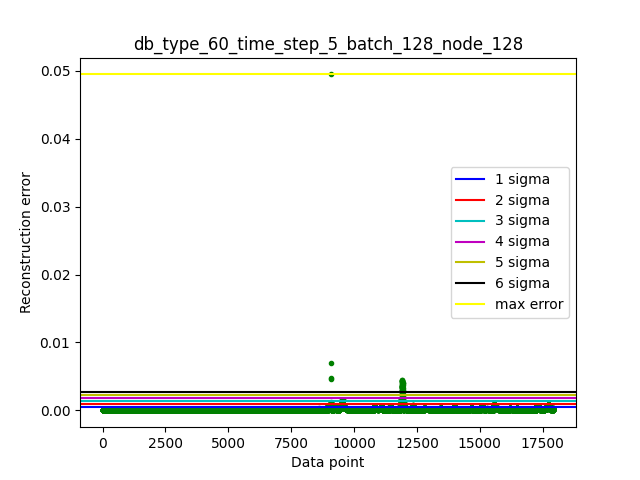 db_type_60_time_step_5_batch_128_node_128
0.05
0.04
0.03
0.02
0.01
0.00
Reconstruction error
1 sigma
2 sigma
3 sigma
4 sigma
5 sigma
6 sigma
max error
0 2500 5000 7500 10000 12500 15000 17500
Data point